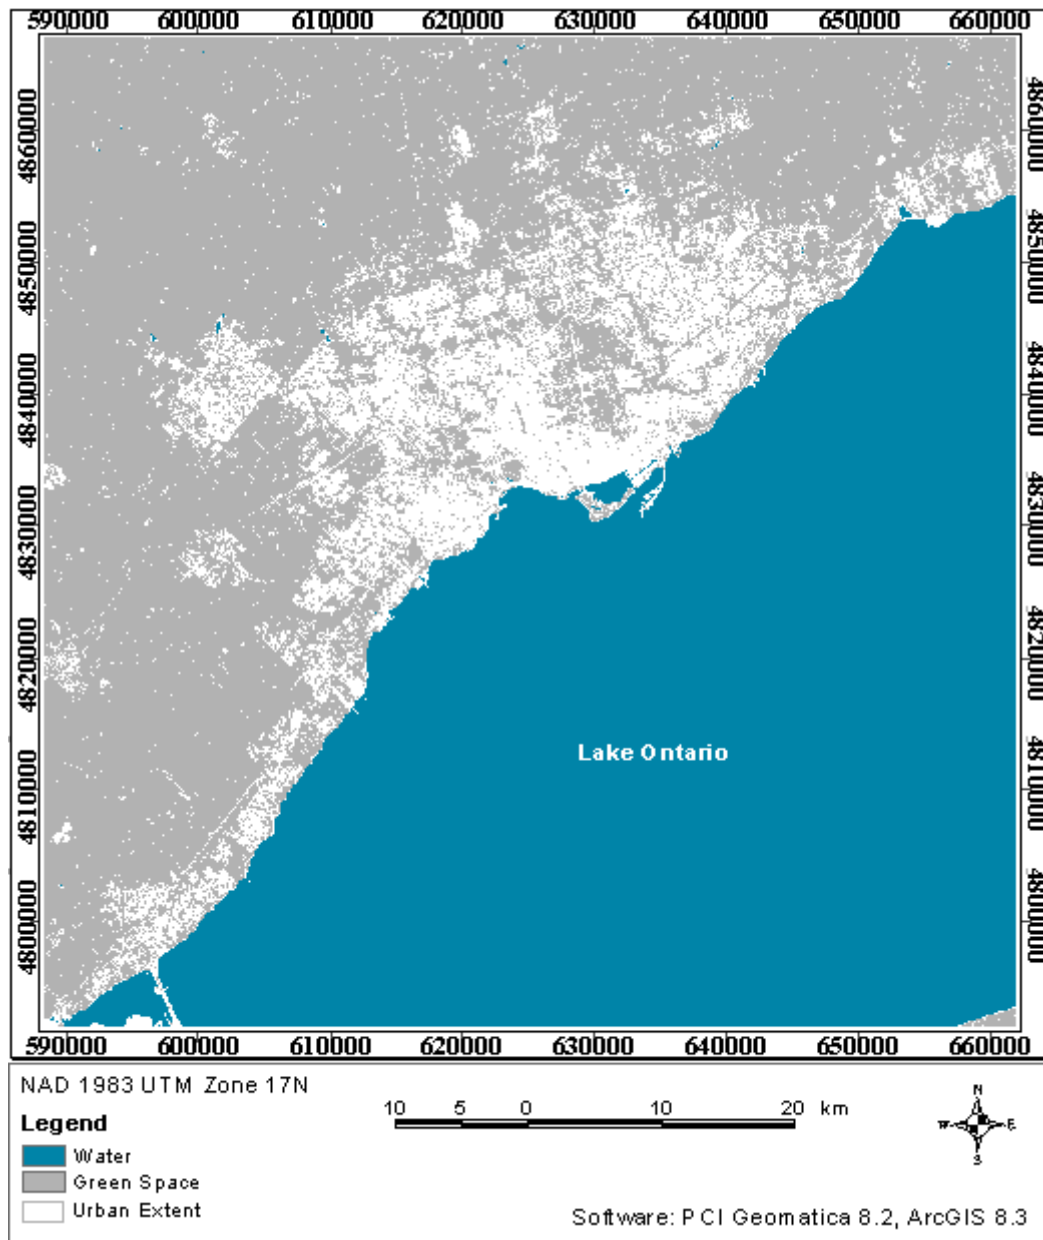 590000 600000 610000 620000 630000 640000 650000 660000
4860000
4850000
4840000
4830000
4820000
4810000
4800000
4860000
4850000
4840000
4830000
4820000
4810000
4800000
Lake Ontario
590000 600000 610000 620000 630000 640000 650000 660000
NAD 1983 UTM Zone 17N
Legend
Water
Green Space
Urban Extent
10 5 0 10 20 km
N
W E
S
Software: PCI Geomatica 8.2, ArcGIS 8.3